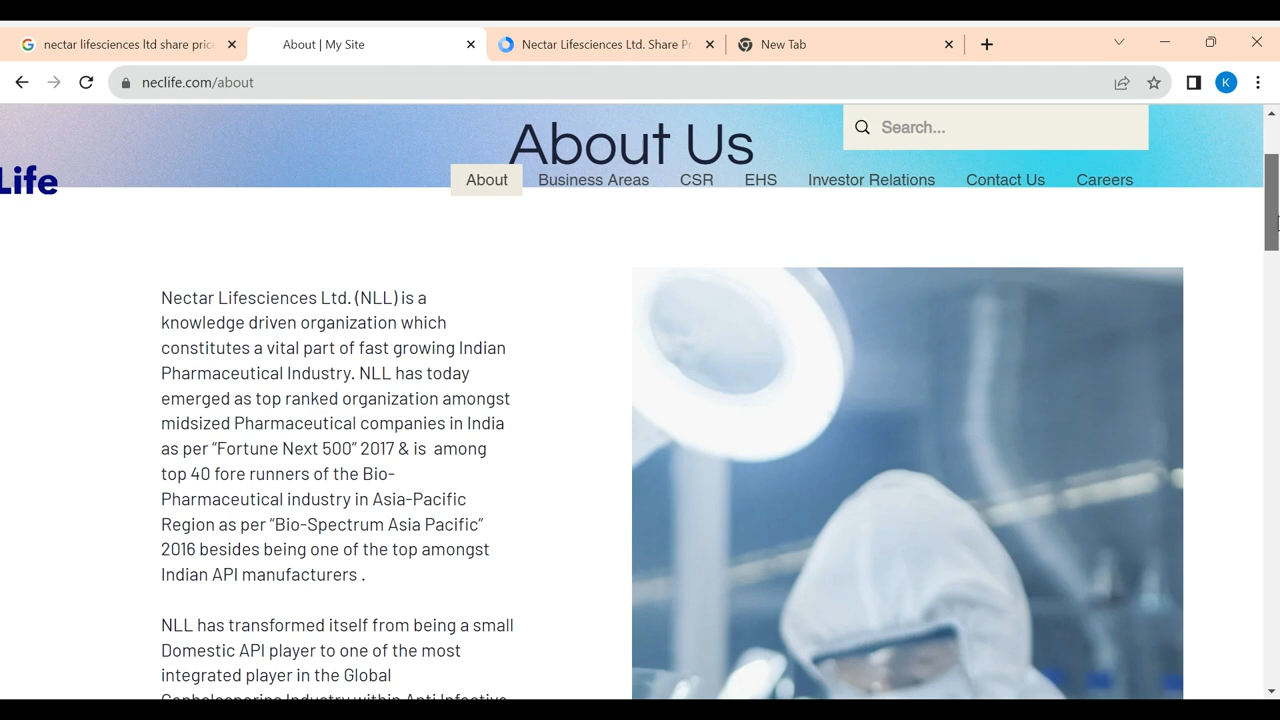 nectar lifesciences ltd share pric
About | My Site
Nectar Lifesciences Ltd. Share Pr
New Tab
neclife.com/about
K
About Us
Search...
Life
About
Business Areas
CSR
EHS
Investor Relations
Contact Us
Careers
Nectar Lifesciences Ltd. (NLL) is a
knowledge driven organization which
constitutes a vital part of fast growing Indian
Pharmaceutical Industry. NLL has today
emerged as top ranked organization amongst
midsized Pharmaceutical companies in India
as per “Fortune Next 500” 2017 & is among
top 40 fore runners of the Bio-
Pharmaceutical industry in Asia-Pacific
Region as per “Bio-Spectrum Asia Pacific”
2016 besides being one of the top amongst
Indian API manufacturers .
NLL has transformed itself from being a small
Domestic API player to one of the most
integrated player in the Global
Cephalosporins Industry within Anti Infective